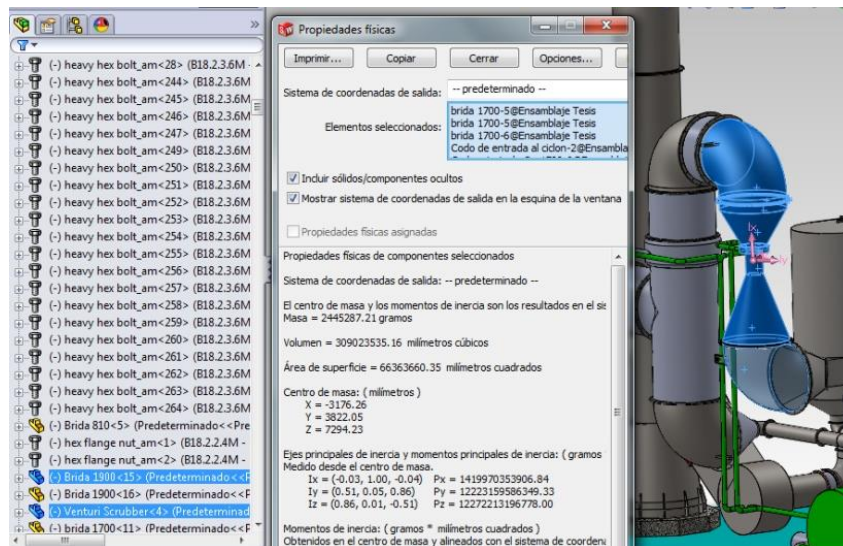 (-) heavy hex bolt_am<28> (B18.2.3.6M -
(-) heavy hex bolt_am<244> (B18.2.3.6M
(-) heavy hex bolt_am<245> (B18.2.3.6M
(-) heavy hex bolt_am<246> (B18.2.3.6M
(-) heavy hex bolt_am<247> (B18.2.3.6M
(-) heavy hex bolt_am<249> (B18.2.3.6M
(-) heavy hex bolt_am<250> (B18.2.3.6M
(-) heavy hex bolt_am<251> (B18.2.3.6M
(-) heavy hex bolt_am<252> (B18.2.3.6M
(-) heavy hex bolt_am<253> (B18.2.3.6M
(-) heavy hex bolt_am<254> (B18.2.3.6M
(-) heavy hex bolt_am<255> (B18.2.3.6M
(-) heavy hex bolt_am<256> (B18.2.3.6M
(-) heavy hex bolt_am<257> (B18.2.3.6M
(-) heavy hex bolt_am<258> (B18.2.3.6M
(-) heavy hex bolt_am<259> (B18.2.3.6M
(-) heavy hex bolt_am<260> (B18.2.3.6M
(-) heavy hex bolt_am<261> (B18.2.3.6M
(-) heavy hex bolt_am<262> (B18.2.3.6M
(-) heavy hex bolt_am<263> (B18.2.3.6M
(-) heavy hex bolt_am<264> (B18.2.3.6M
(-) Brida 810<5> (Predeterminado<<Pre
(-) hex flange nut_am<1> (B18.2.2.4M -
(-) hex flange nut_am<2> (B18.2.2.4M -
(-) Brida 1900<15> (Predeterminado<<P
(-) Brida 1900<16> (Predeterminado<<P
(-) Venturi Scrubber<4> (Predeterminad
(-) brida 1700<11> (Predeterminado<<F
Propiedades físicas
Imprimir... Copiar Cerrar Opciones...
Sistema de coordenadas de salida: -- predeterminado --
Elementos seleccionados:
brida 1700-5@Ensamblaje Tesis
brida 1700-5@Ensamblaje Tesis
brida 1700-6@Ensamblaje Tesis
Codo de entrada al ciclon-2@Ensambla
Incluir sólidos/componentes ocultos
Mostrar sistema de coordenadas de salida en la esquina de la ventana
Propiedades físicas asignadas
Propiedades físicas de componentes seleccionados
Sistema de coordenadas de salida: -- predeterminado --
El centro de masa y los momentos de inercia son los resultados en el sis
Masa = 2445287.21 gramos
Volumen = 309023535.16 milímetros cúbicos
Área de superficie = 66363660.35 milímetros cuadrados
Centro de masa: ( milímetros )
X = -3176.26
Y = 3822.05
Z = 7294.23
Ejes principales de inercia y momentos principales de inercia: ( gramos
Medido desde el centro de masa.
Ix = (-0.03, 1.00, -0.04) Px = 1419970353906.84
Iy = (0.51, 0.05, 0.86) Py = 12223159586349.33
Iz = (0.86, 0.01, -0.51) Pz = 12272213196778.00
Momentos de inercia: ( gramos * milímetros cuadrados )
Obtenidos en el centro de masa y alineados con el sistema de coordena
Ix
Iy